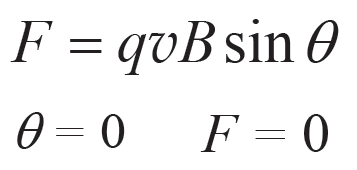 F = qvB sin θ
θ = 0 F = 0